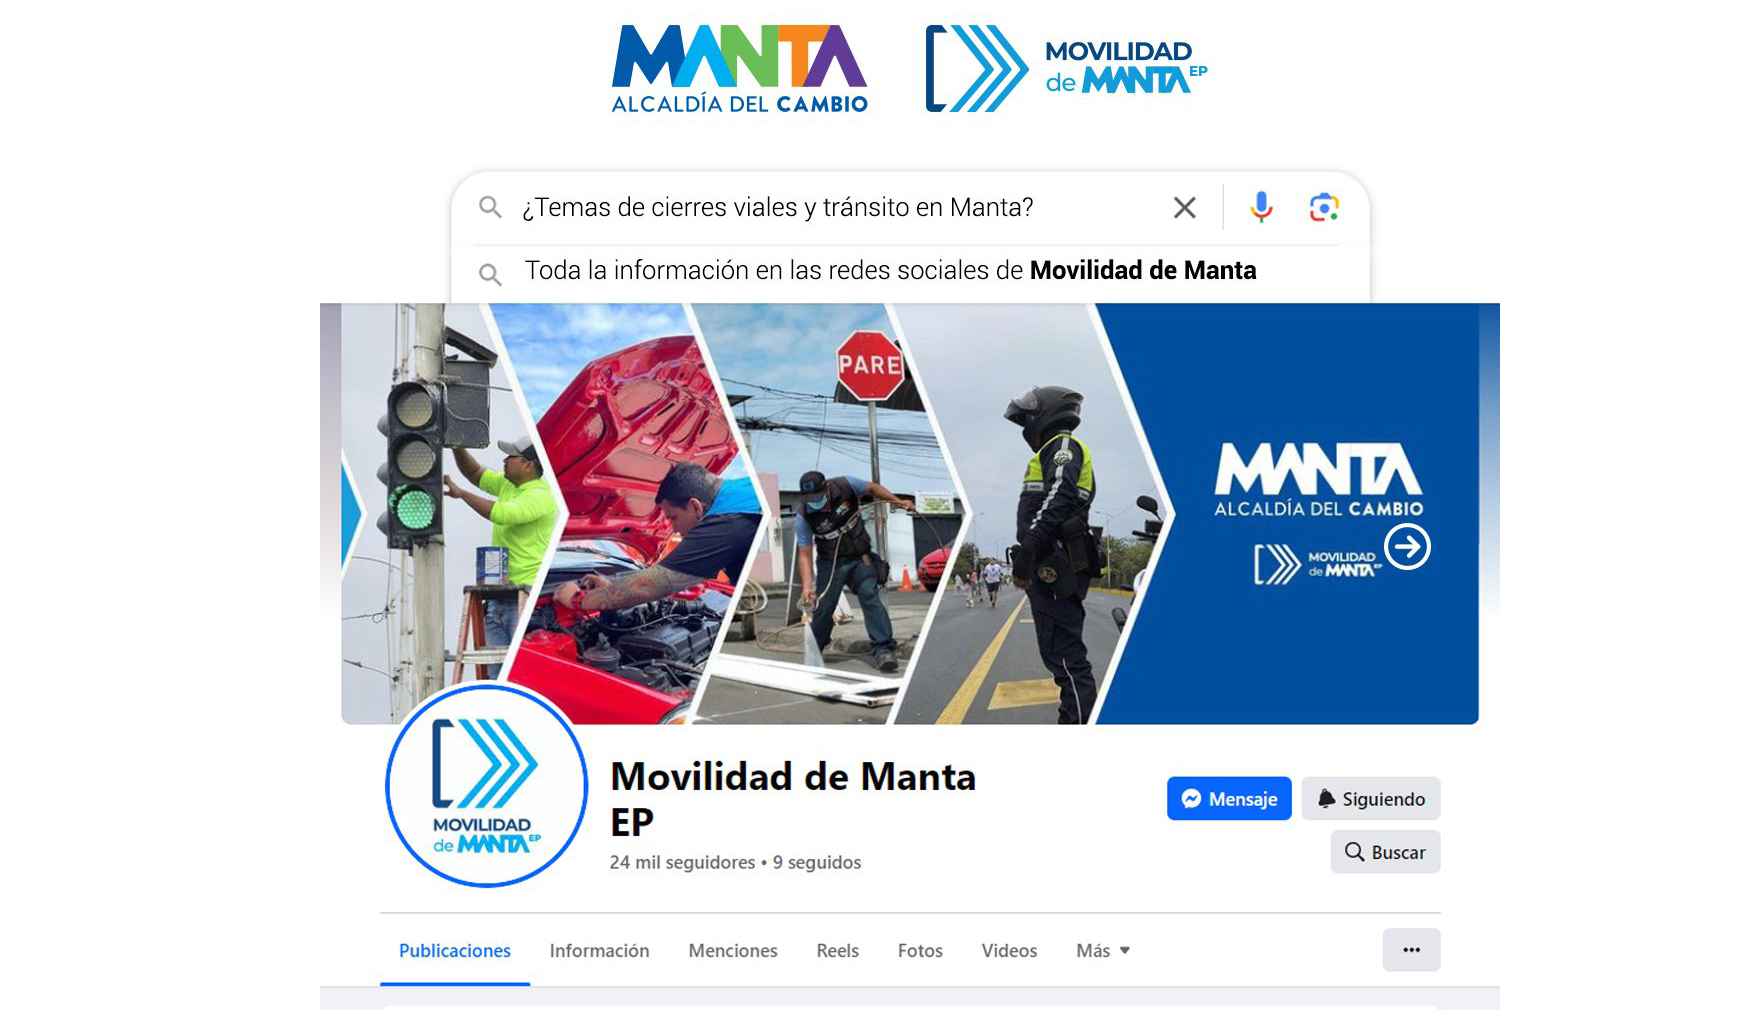 MANTA
ALCALDÍA DEL CAMBIO
MOVILIDAD
de MANTA EP
¿Temas de cierres viales y tránsito en Manta?
Toda la información en las redes sociales de Movilidad de Manta
PARE
MANTA
ALCALDÍA DEL CAMBIO
MOVILIDAD
de MANTA EP
MOVILIDAD
de MANTA EP
Movilidad de Manta
EP
24 mil seguidores • 9 seguidos
Mensaje
Siguiendo
Buscar
Publicaciones
Información
Menciones
Reels
Fotos
Videos
Más